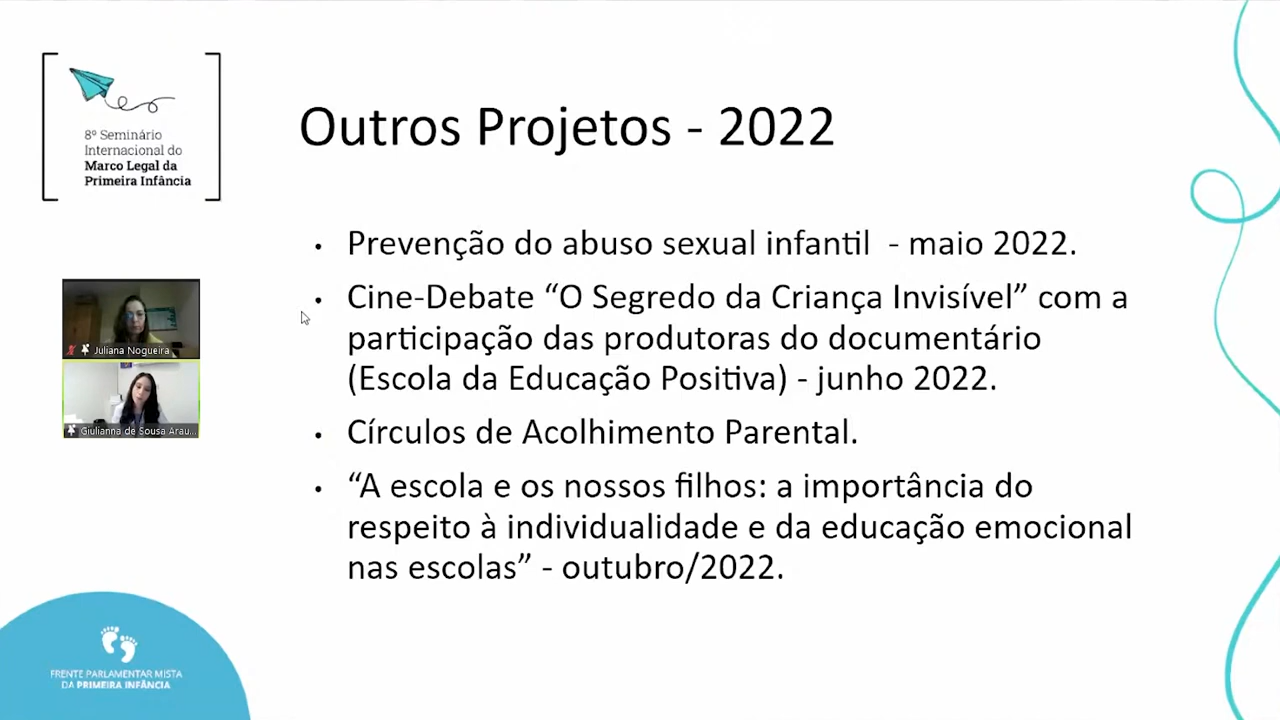 8º Seminário
Internacional do
Marco Legal da
Primeira Infância
Outros Projetos - 2022
• Prevenção do abuso sexual infantil - maio 2022.
• Cine-Debate “O Segredo da Criança Invisível” com a
participação das produtoras do documentário
(Escola da Educação Positiva) - junho 2022.
• Círculos de Acolhimento Parental.
• “A escola e os nossos filhos: a importância do
respeito à individualidade e da educação emocional
nas escolas” - outubro/2022.
Juliana Nogueira
Giulianna de Sousa Arau...
FRENTE PARLAMENTAR MISTA
DA PRIMEIRA INFÂNCIA